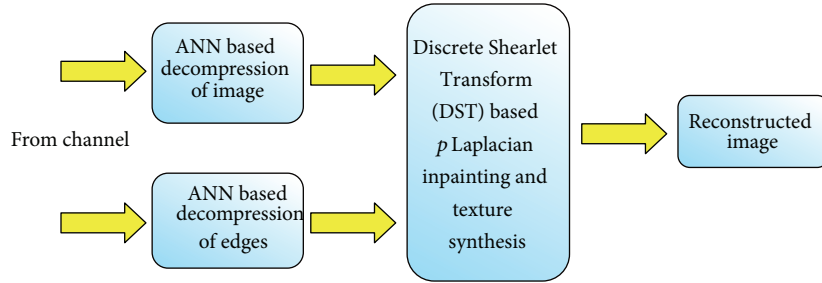 From channel
ANN based
decompression
of image
ANN based
decompression
of edges
Discrete Shearlet
Transform
(DST) based
p Laplacian
inpainting and
texture
synthesis
Reconstructed
image